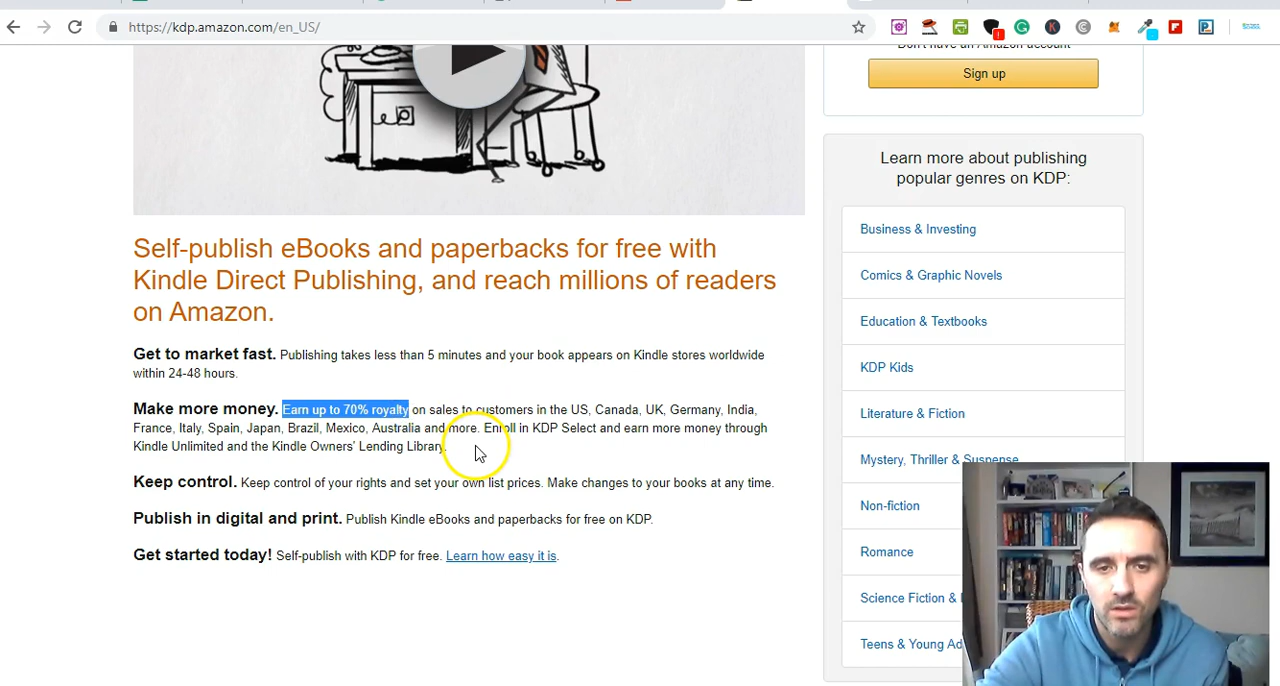 https://kdp.amazon.com/en_US/
Sign up
Learn more about publishing
popular genres on KDP:
Business & Investing
Comics & Graphic Novels
Education & Textbooks
KDP Kids
Literature & Fiction
Mystery, Thriller & Suspense
Non-fiction
Romance
Science Fiction &
Teens & Young Ad
Self-publish eBooks and paperbacks for free with
Kindle Direct Publishing, and reach millions of readers
on Amazon.
Get to market fast. Publishing takes less than 5 minutes and your book appears on Kindle stores worldwide
within 24-48 hours.
Make more money. Earn up to 70% royalty on sales to customers in the US, Canada, UK, Germany, India,
France, Italy, Spain, Japan, Brazil, Mexico, Australia and more. Enroll in KDP Select and earn more money through
Kindle Unlimited and the Kindle Owners' Lending Library.
Keep control. Keep control of your rights and set your own list prices. Make changes to your books at any time.
Publish in digital and print. Publish Kindle eBooks and paperbacks for free on KDP.
Get started today! Self-publish with KDP for free. Learn how easy it is.